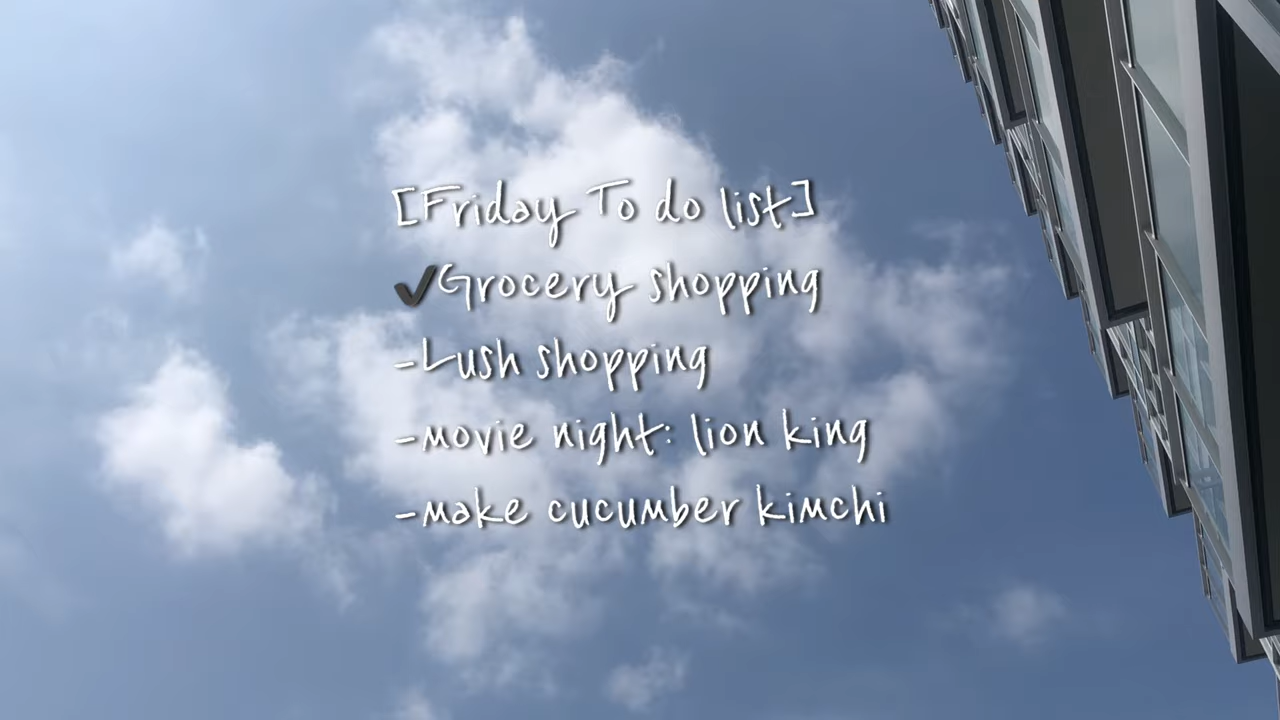 [Friday To do list]
✔Grocery shopping
-Lush shopping
-movie night: lion king
-make cucumber kimchi